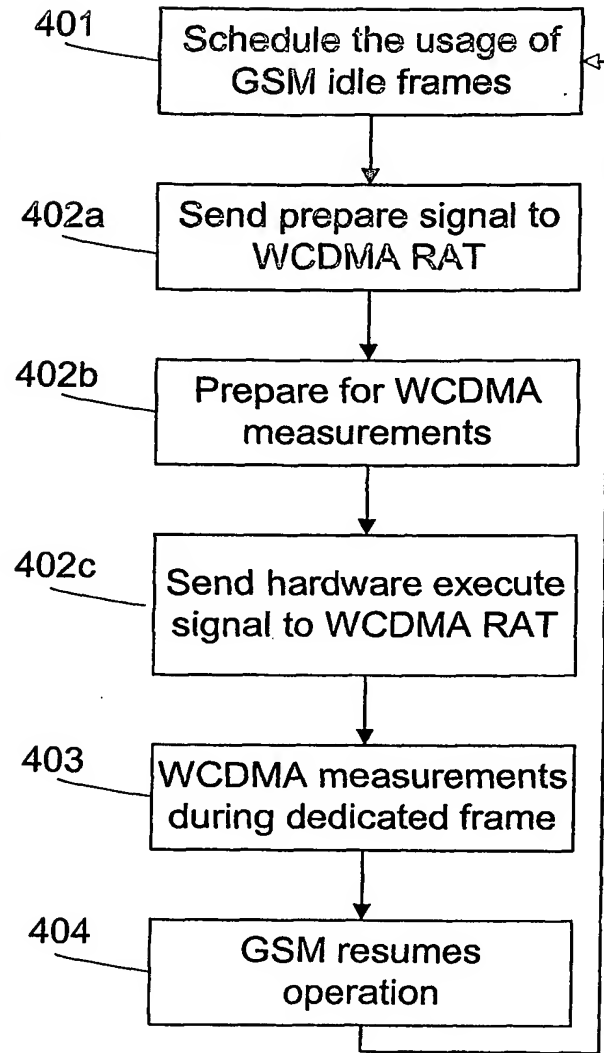 401
Schedule the usage of
GSM idle frames
402a
Send prepare signal to
WCDMA RAT
402b
Prepare for WCDMA
measurements
402c
Send hardware execute
signal to WCDMA RAT
403
WCDMA measurements
during dedicated frame
404
GSM resumes
operation